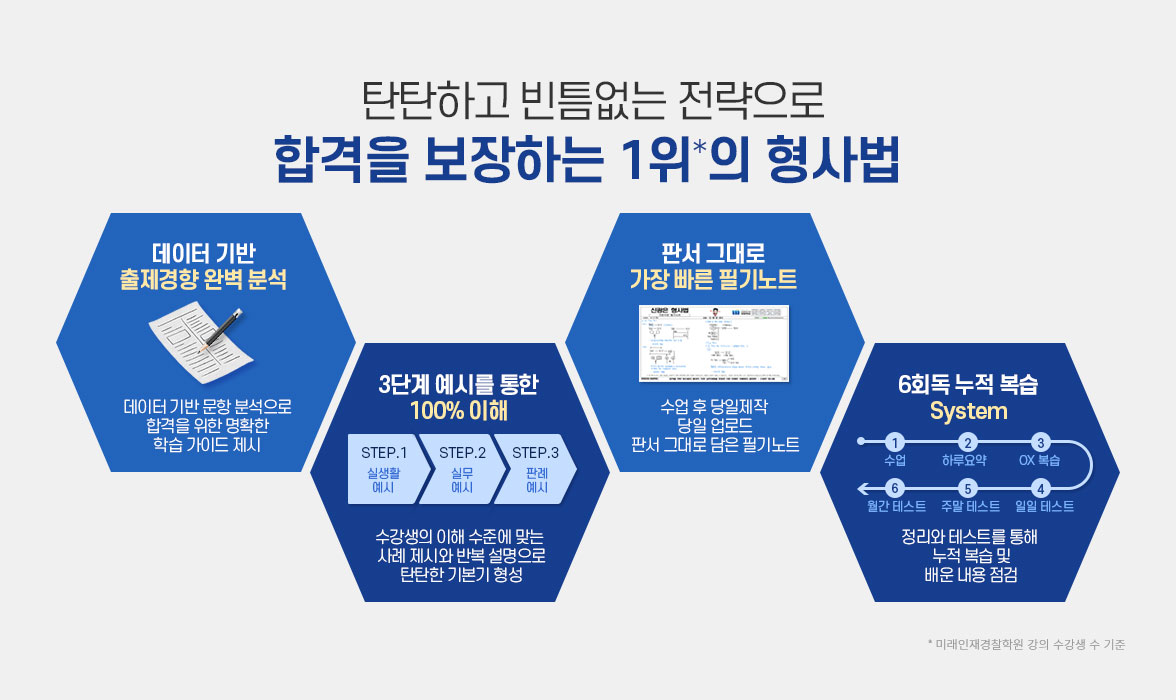 탄탄하고 빈틈없는 전략으로
합격을 보장하는 1위*의 형사법
데이터 기반
출제경향 완벽 분석
데이터 기반 문항 분석으로
합격을 위한 명확한
학습 가이드 제시
3단계 예시를 통한
100% 이해
STEP.1
실생활
예시
STEP.2
실무
예시
STEP.3
판례
예시
수강생의 이해 수준에 맞는
사례 제시와 반복 설명으로
탄탄한 기본기 형성
판서 그대로
가장 빠른 필기노트
신광은 형사법
수업 후 당일제작
당일 업로드
판서 그대로 담은 필기노트
6회독 누적 복습
System
1
수업
2
하루요약
3
OX 복습
4
일일 테스트
5
주말 테스트
6
월간 테스트
정리와 테스트를 통해
누적 복습 및
배운 내용 점검
* 미래인재경찰학원 강의 수강생 수 기준